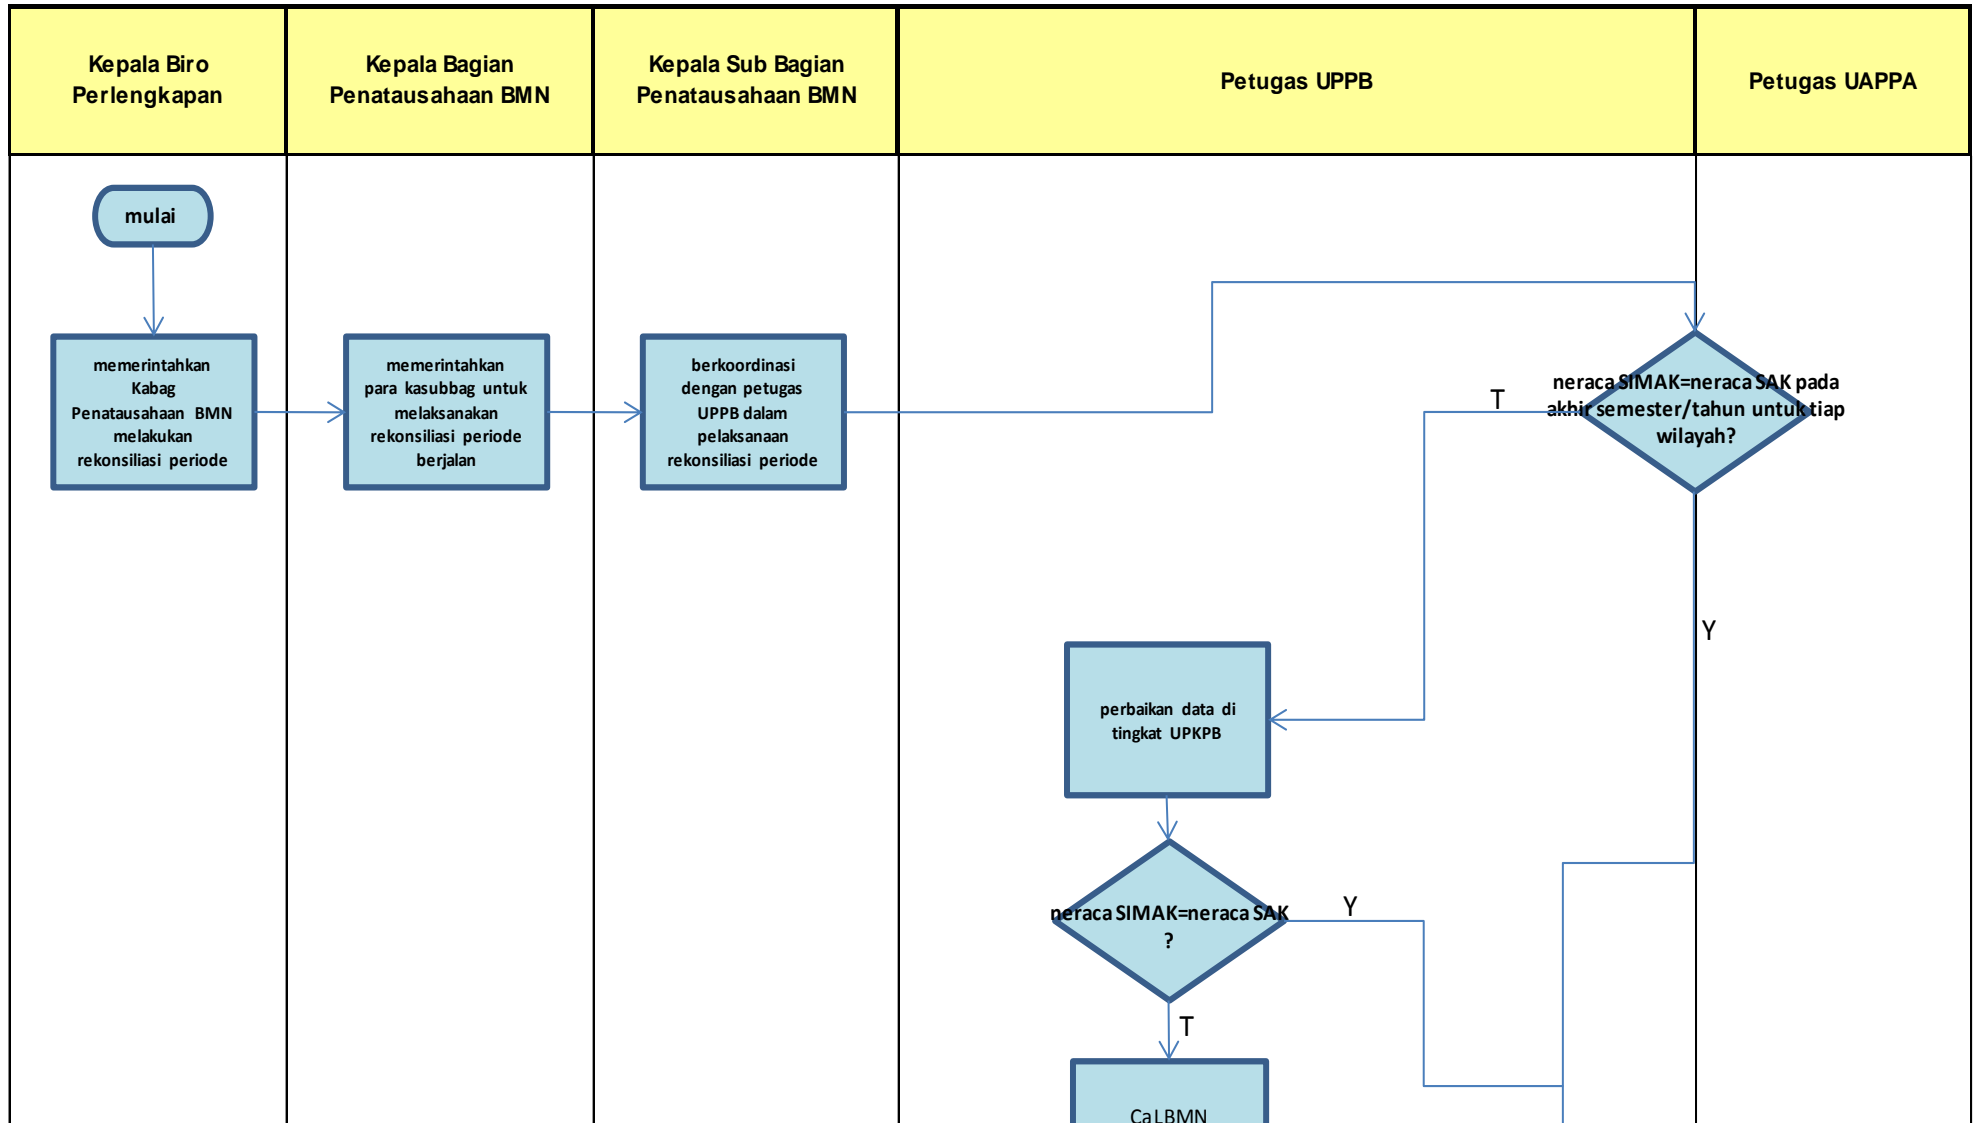 Kepala Biro
Perlengkapan
Kepala Bagian
Penatausahaan BMN
Kepala Sub Bagian
Penatausahaan BMN
Petugas UPPB
Petugas UAPPA
mulai
memerintahkan
Kabag
Penatausahaan BMN
melakukan
rekonsiliasi periode
memerintahkan
para kasubbag untuk
melaksanakan
rekonsiliasi periode
berjalan
berkoordinasi
dengan petugas
UPPB dalam
pelaksanaan
rekonsiliasi periode
neraca SIMAK=neraca SAK pada
akhir semester/tahun untuk tiap
wilayah?
T
Y
perbaikan data di
tingkat UPKPB
neraca SIMAK=neraca SAK
?
Y
T
CaLBMN